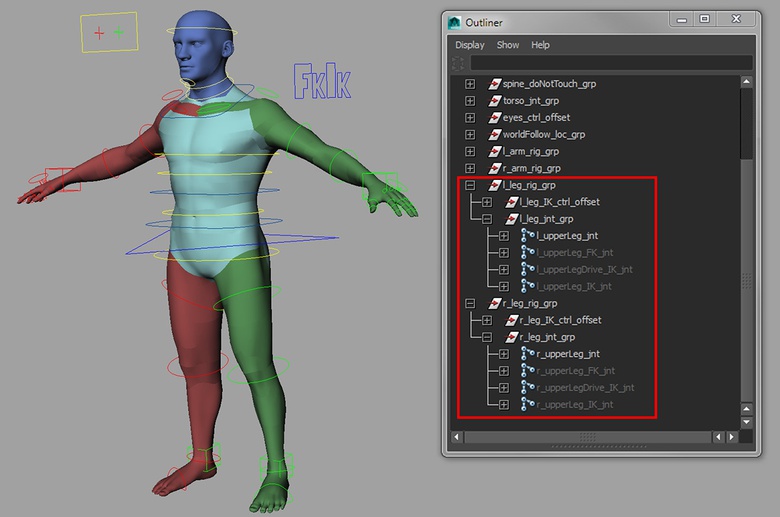 FkIk
Outliner
Display Show Help
spine_doNotTouch_grp
torso_jnt_grp
eyes_ctrl_offset
worldFollow_loc_grp
l_arm_rig_grp
r_arm_rig_grp
l_leg_rig_grp
l_leg_IK_ctrl_offset
l_leg_jnt_grp
l_upperLeg_jnt
l_upperLeg_FK_jnt
l_upperLegDrive_IK_jnt
l_upperLeg_IK_jnt
r_leg_rig_grp
r_leg_IK_ctrl_offset
r_leg_jnt_grp
r_upperLeg_jnt
r_upperLeg_FK_jnt
r_upperLegDrive_IK_jnt
r_upperLeg_IK_jnt